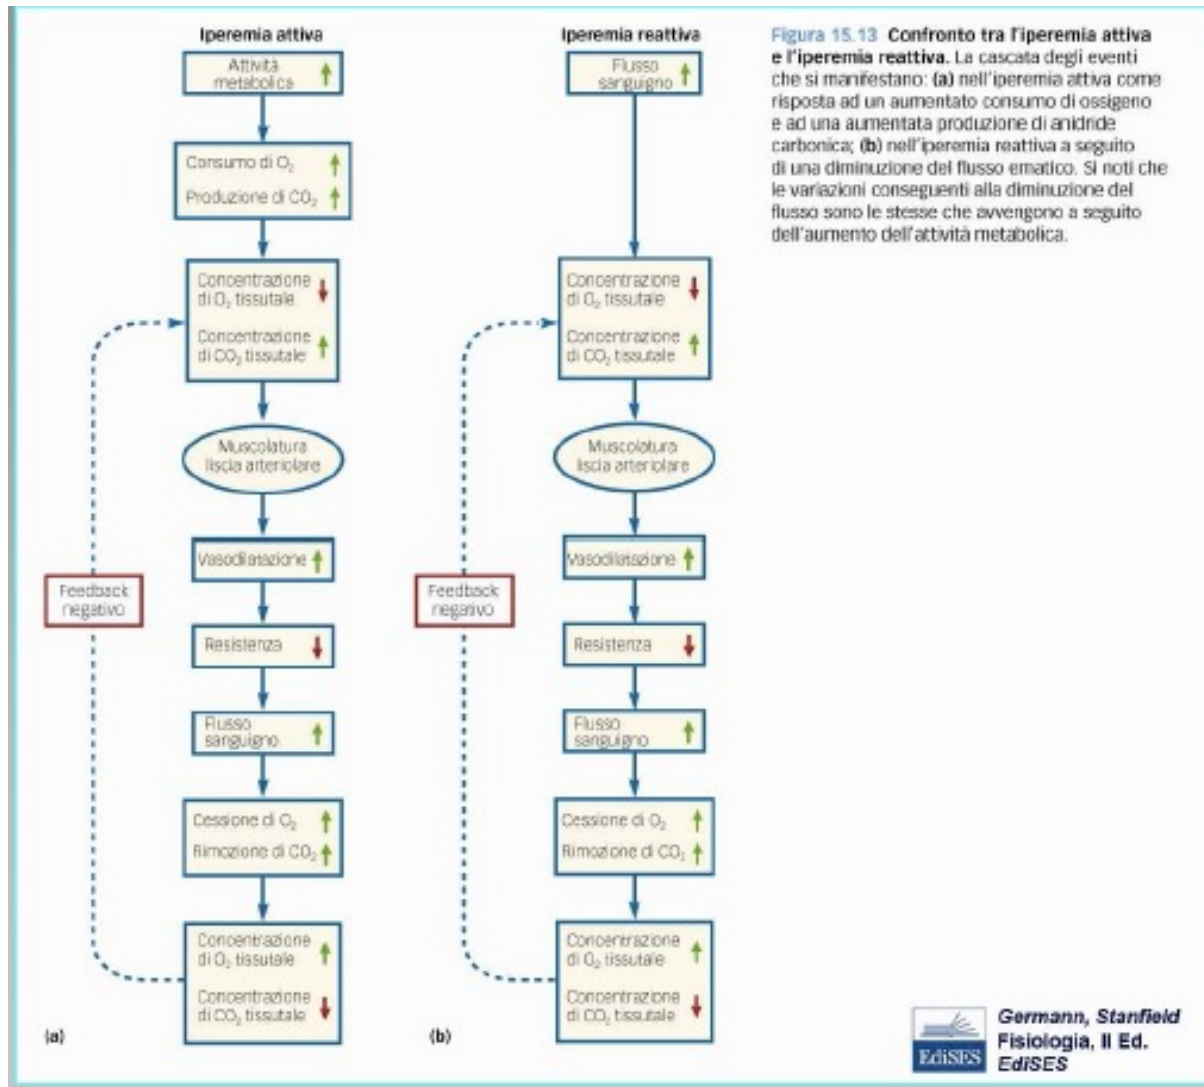 Iperemia attiva
Attività
metabolica
Consumo di O₂
Produzione di CO₂
Concentrazione
di O₂ tissutale
Concentrazione
di CO₂ tissutale
Muscolatura
liscia arteriolare
Vasodilatazione
Feedback
negativo
Resistenza
Flusso
sanguigno
Cessione di O₂
Rimozione di CO₂
Concentrazione
di O₂ tissutale
Concentrazione
di CO₂ tissutale
(a)
Iperemia reattiva
Flusso
sanguigno
Concentrazione
di O₂ tissutale
Concentrazione
di CO₂ tissutale
Muscolatura
liscia arteriolare
Vasodilatazione
Feedback
negativo
Resistenza
Flusso
sanguigno
Cessione di O₂
Rimozione di CO₂
Concentrazione
di O₂ tissutale
Concentrazione
di CO₂ tissutale
(b)
Figura 15.13 Confronto tra l'iperemia attiva
e l'iperemia reattiva. La cascata degli eventi
che si manifestano: (a) nell'iperemia attiva come
risposta ad un aumentato consumo di ossigeno
e ad una aumentata produzione di anidride
carbonica; (b) nell'iperemia reattiva a seguito
di una diminuzione del flusso ematico. Si noti che
le variazioni conseguenti alla diminuzione del
flusso sono le stesse che avvengono a seguito
dell'aumento dell'attività metabolica.
EdiSES
Germann, Stanfield
Fisiologia, II Ed.
EdiSES